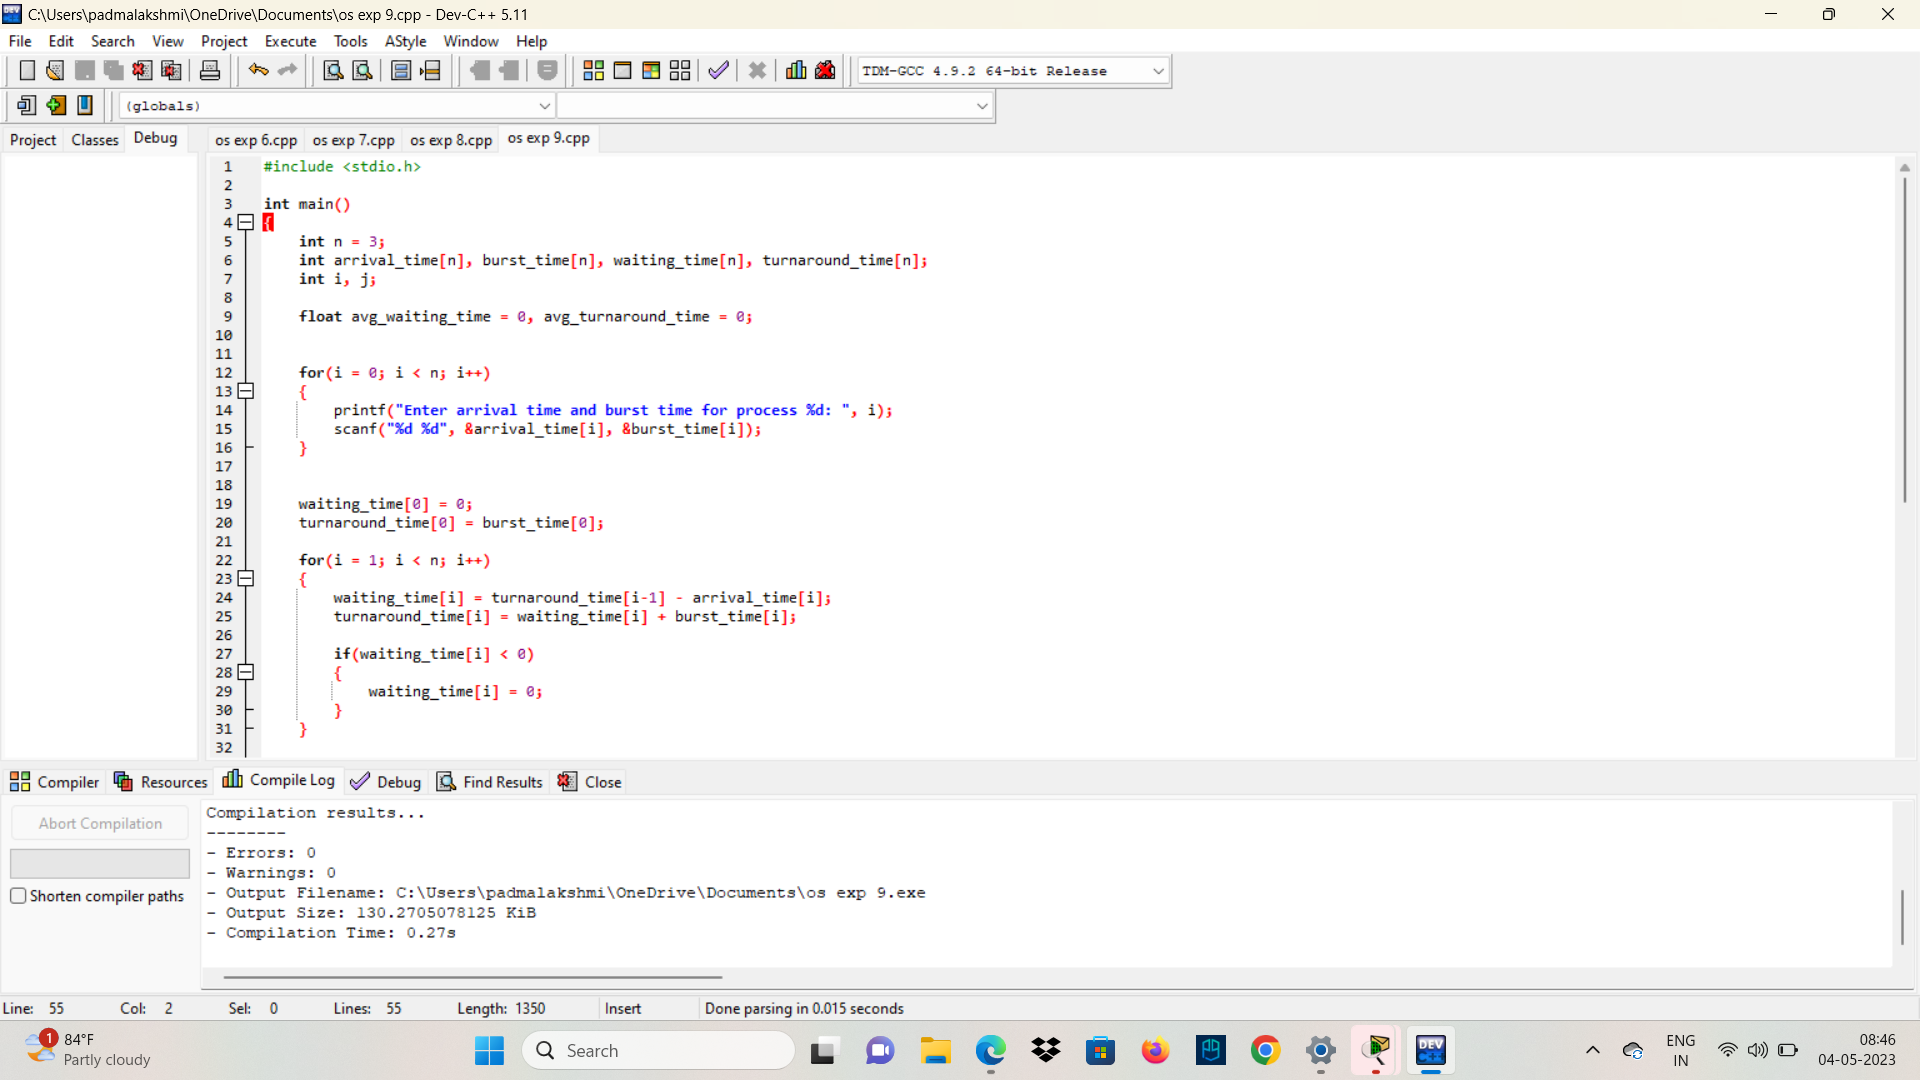 C:\Users\padmalakshmi\OneDrive\Documents\os exp 9.cpp - Dev-C++ 5.11
File Edit Search View Project Execute Tools AStyle Window Help
TDM-GCC 4.9.2 64-bit Release
(globals)
Project Classes Debug os exp 6.cpp os exp 7.cpp os exp 8.cpp os exp 9.cpp
1 #include <stdio.h>
2
3 int main()
4 {
5 int n = 3;
6 int arrival_time[n], burst_time[n], waiting_time[n], turnaround_time[n];
7 int i, j;
8
9 float avg_waiting_time = 0, avg_turnaround_time = 0;
10
11
12 for(i = 0; i < n; i++)
13 {
14 printf("Enter arrival time and burst time for process %d: ", i);
15 scanf("%d %d", &arrival_time[i], &burst_time[i]);
16 }
17
18
19 waiting_time[0] = 0;
20 turnaround_time[0] = burst_time[0];
21
22 for(i = 1; i < n; i++)
23 {
24 waiting_time[i] = turnaround_time[i-1] - arrival_time[i];
25 turnaround_time[i] = waiting_time[i] + burst_time[i];
26
27 if(waiting_time[i] < 0)
28 {
29 waiting_time[i] = 0;
30 }
31 }
32
Compiler Resources Compile Log Debug Find Results Close
Abort Compilation
Shorten compiler paths
Compilation results...
--------
- Errors: 0
- Warnings: 0
- Output Filename: C:\Users\padmalakshmi\OneDrive\Documents\os exp 9.exe
- Output Size: 130.2705078125 KiB
- Compilation Time: 0.27s
Line: 55 Col: 2 Sel: 0 Lines: 55 Length: 1350 Insert Done parsing in 0.015 seconds
1
84°F
Partly cloudy
Search
DEV
C++
ENG
IN
08:46
04-05-2023